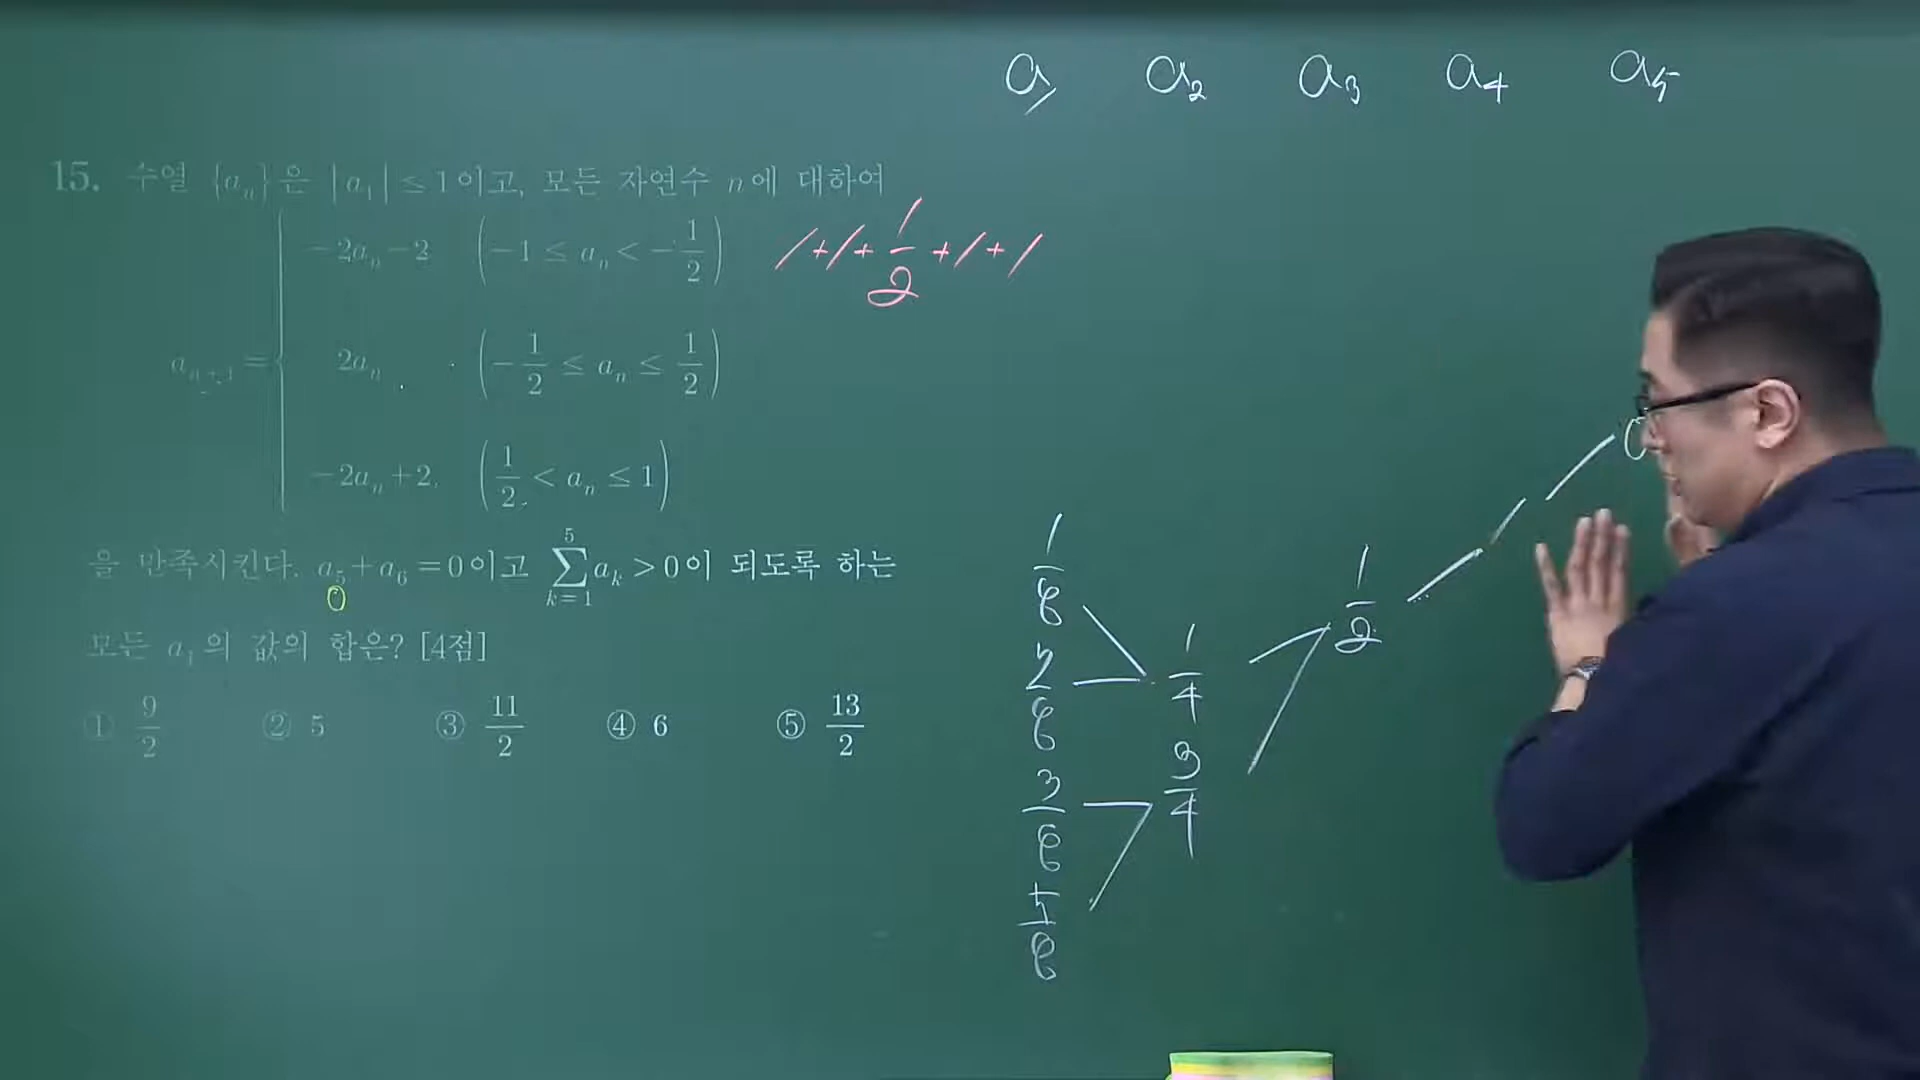 a₁ a₂ a₃ a₄ a₅
15. 수열 {aₙ}은 |a₁| ≤ 1이고, 모든 자연수 n에 대하여
−2aₙ−2 (−1 ≤ aₙ < −1/2) 1+1+1/2+1+1
aₙ₊₁ = 2aₙ (−1/2 ≤ aₙ ≤ 1/2)
−2aₙ+2 (1/2 < aₙ ≤ 1)
을 만족시킨다. a₅+a₆=0이고 ∑(k=1, 5) aₖ > 0이 되도록 하는
0
모든 a₁의 값의 합은? [4점]
① 9/2 ② 5 ③ 11/2 ④ 6 ⑤ 13/2
1/8
1/2
1/4
3/4
3/8
5/8